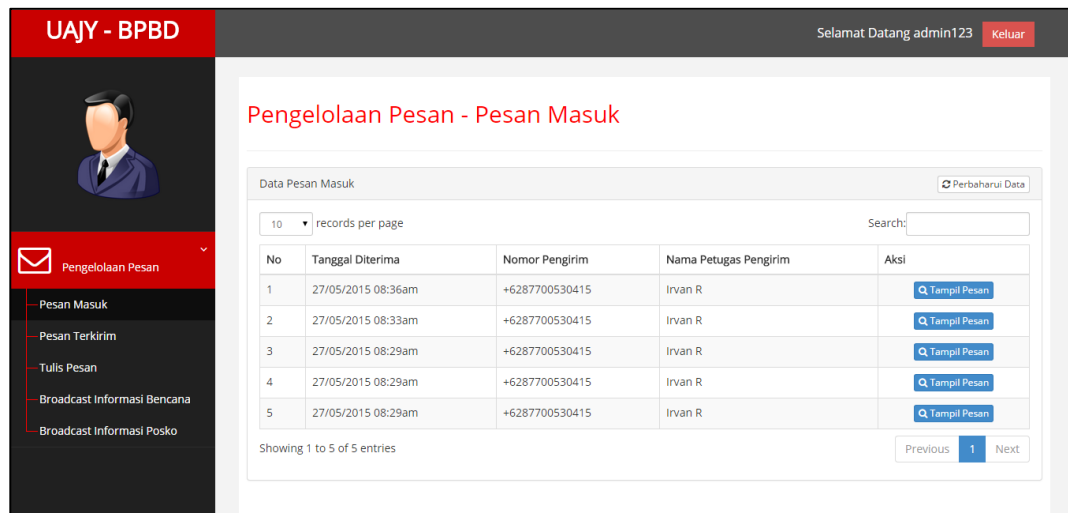 UAJY - BPBD
Selamat Datang admin123 Keluar
Pengelolaan Pesan - Pesan Masuk
Data Pesan Masuk Perbaharui Data
10 records per page Search:
No Tanggal Diterima Nomor Pengirim Nama Petugas Pengirim Aksi
1 27/05/2015 08:36am +6287700530415 Irvan R Tampil Pesan
2 27/05/2015 08:33am +6287700530415 Irvan R Tampil Pesan
3 27/05/2015 08:29am +6287700530415 Irvan R Tampil Pesan
4 27/05/2015 08:29am +6287700530415 Irvan R Tampil Pesan
5 27/05/2015 08:29am +6287700530415 Irvan R Tampil Pesan
Showing 1 to 5 of 5 entries Previous 1 Next
Pengelolaan Pesan
Pesan Masuk
Pesan Terkirim
Tulis Pesan
Broadcast Informasi Bencana
Broadcast Informasi Posko